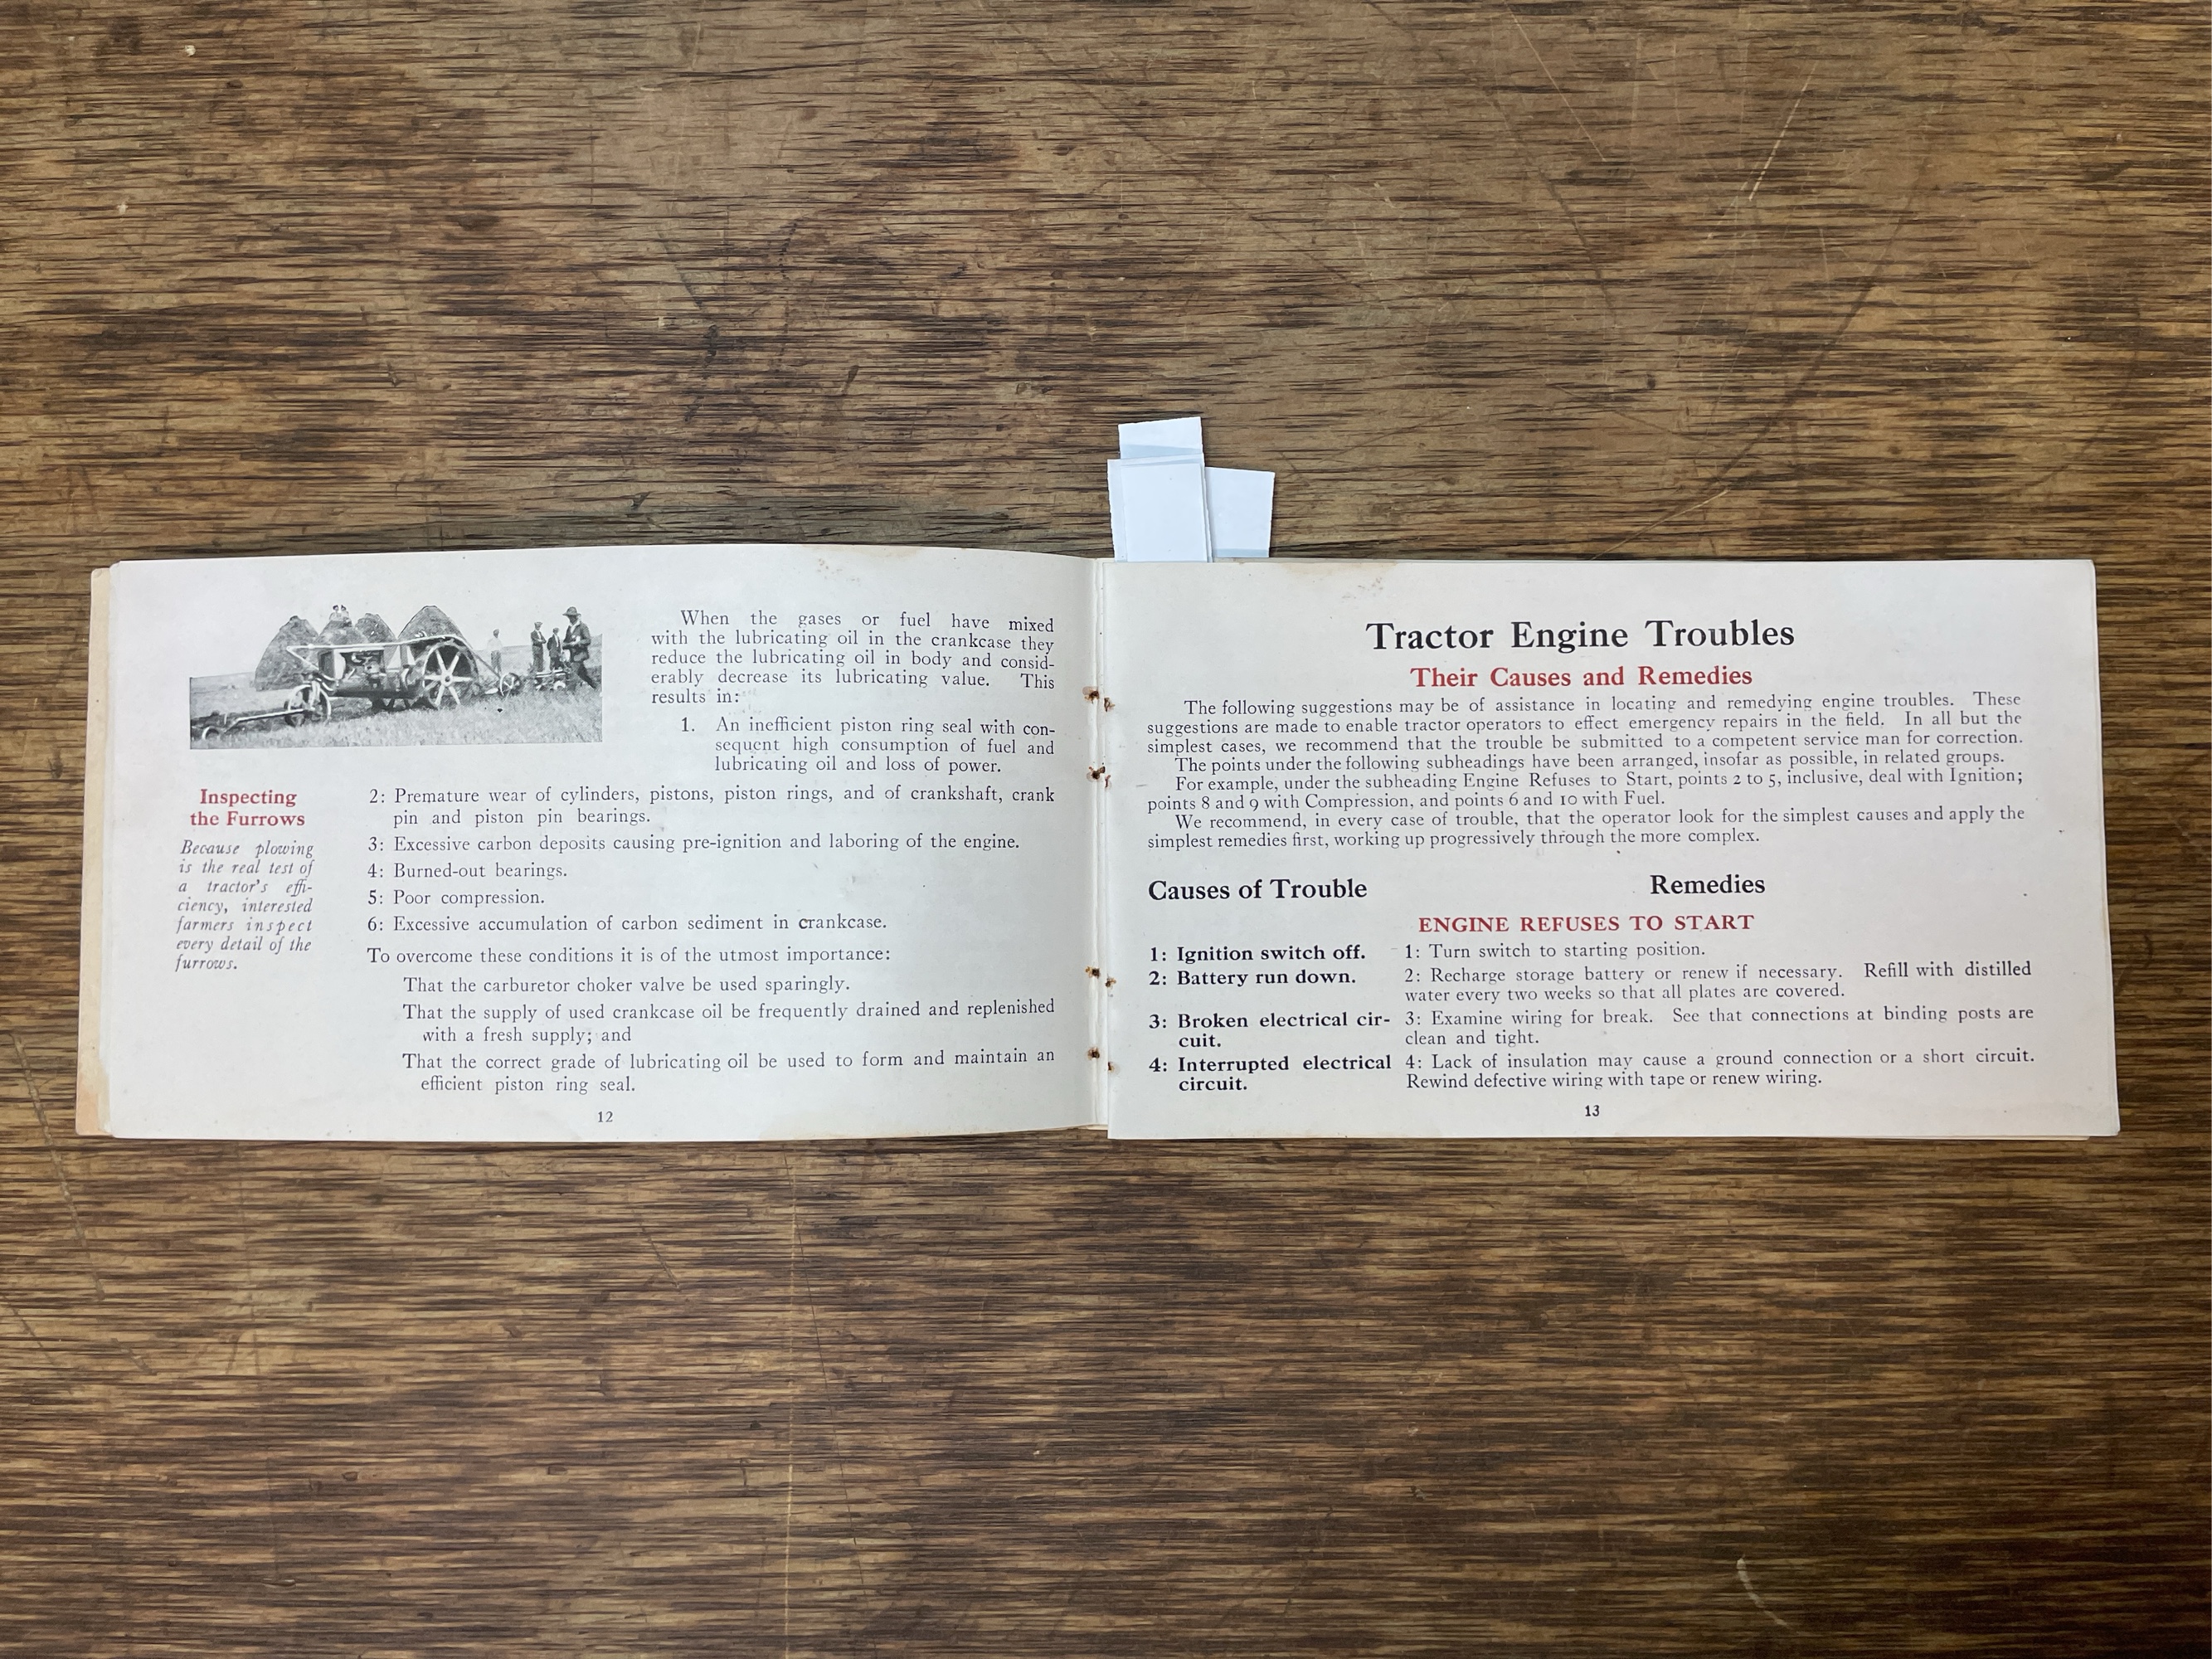 When the gases or fuel have mixed
with the lubricating oil in the crankcase they
reduce the lubricating oil in body and consid-
erably decrease its lubricating value. This
results in:
1. An inefficient piston ring seal with con-
sequent high consumption of fuel and
lubricating oil and loss of power.
Inspecting
the Furrows
Because plowing
is the real test of
a tractor's effi-
ciency, interested
farmers inspect
every detail of the
furrows.
2: Premature wear of cylinders, pistons, piston rings, and of crankshaft, crank
pin and piston pin bearings.
3: Excessive carbon deposits causing pre-ignition and laboring of the engine.
4: Burned-out bearings.
5: Poor compression.
6: Excessive accumulation of carbon sediment in crankcase.
To overcome these conditions it is of the utmost importance:
That the carburetor choker valve be used sparingly.
That the supply of used crankcase oil be frequently drained and replenished
with a fresh supply; and
That the correct grade of lubricating oil be used to form and maintain an
efficient piston ring seal.
12
Tractor Engine Troubles
Their Causes and Remedies
The following suggestions may be of assistance in locating and remedying engine troubles. These
suggestions are made to enable tractor operators to effect emergency repairs in the field. In all but the
simplest cases, we recommend that the trouble be submitted to a competent service man for correction.
The points under the following subheadings have been arranged, insofar as possible, in related groups.
For example, under the subheading Engine Refuses to Start, points 2 to 5, inclusive, deal with Ignition;
points 8 and 9 with Compression, and points 6 and 10 with Fuel.
We recommend, in every case of trouble, that the operator look for the simplest causes and apply the
simplest remedies first, working up progressively through the more complex.
Causes of Trouble Remedies
ENGINE REFUSES TO START
1: Ignition switch off. 1: Turn switch to starting position.
2: Battery run down. 2: Recharge storage battery or renew if necessary. Refill with distilled
water every two weeks so that all plates are covered.
3: Broken electrical cir- 3: Examine wiring for break. See that connections at binding posts are
cuit. clean and tight.
4: Interrupted electrical 4: Lack of insulation may cause a ground connection or a short circuit.
circuit. Rewind defective wiring with tape or renew wiring.
13